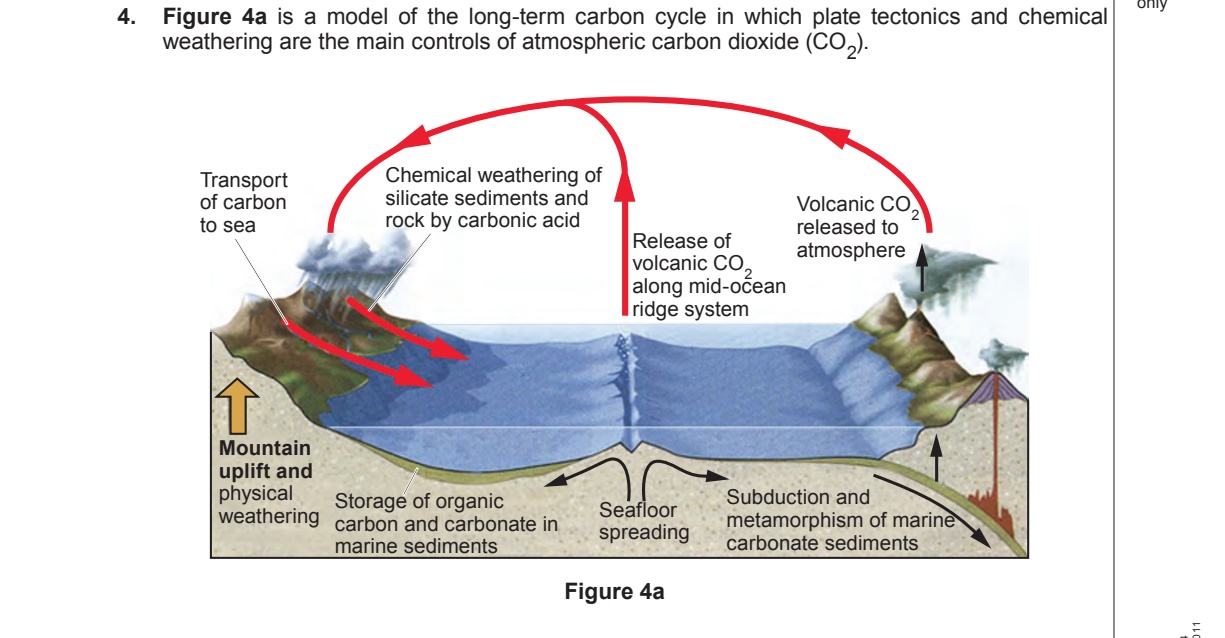 only
4. Figure 4a is a model of the long-term carbon cycle in which plate tectonics and chemical
weathering are the main controls of atmospheric carbon dioxide (CO2).
Transport
of carbon
to sea
Chemical weathering of
silicate sediments and
rock by carbonic acid
Release of
volcanic CO2
along mid-ocean
ridge system
Volcanic CO2
released to
atmosphere
Mountain
uplift and
physical
weathering
Storage of organic
carbon and carbonate in
marine sediments
Seafloor
spreading
Subduction and
metamorphism of marine
carbonate sediments
Figure 4a
011